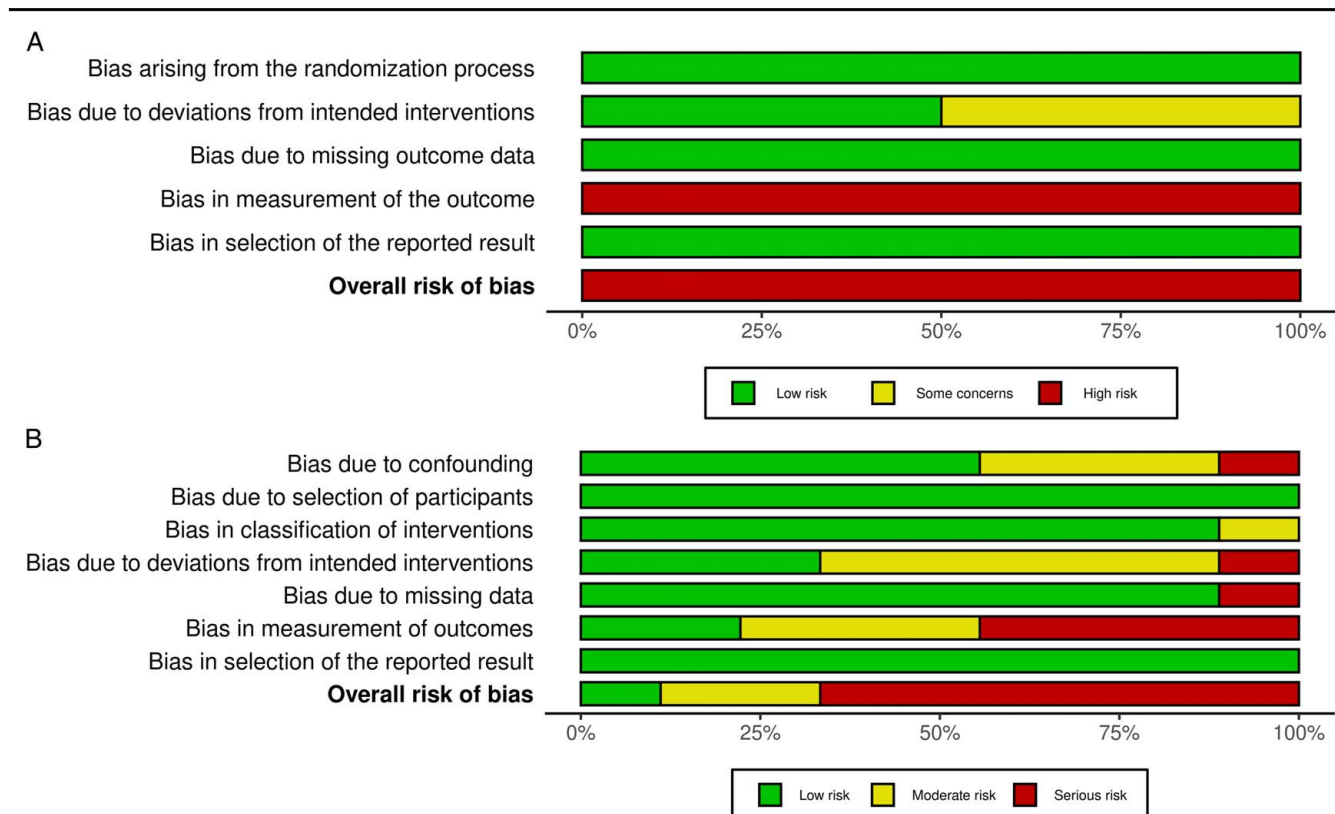 A
Bias arising from the randomization process
Bias due to deviations from intended interventions
Bias due to missing outcome data
Bias in measurement of the outcome
Bias in selection of the reported result
Overall risk of bias
0% 25% 50% 75% 100%
Low risk Some concerns High risk
B
Bias due to confounding
Bias due to selection of participants
Bias in classification of interventions
Bias due to deviations from intended interventions
Bias due to missing data
Bias in measurement of outcomes
Bias in selection of the reported result
Overall risk of bias
0% 25% 50% 75% 100%
Low risk Moderate risk Serious risk